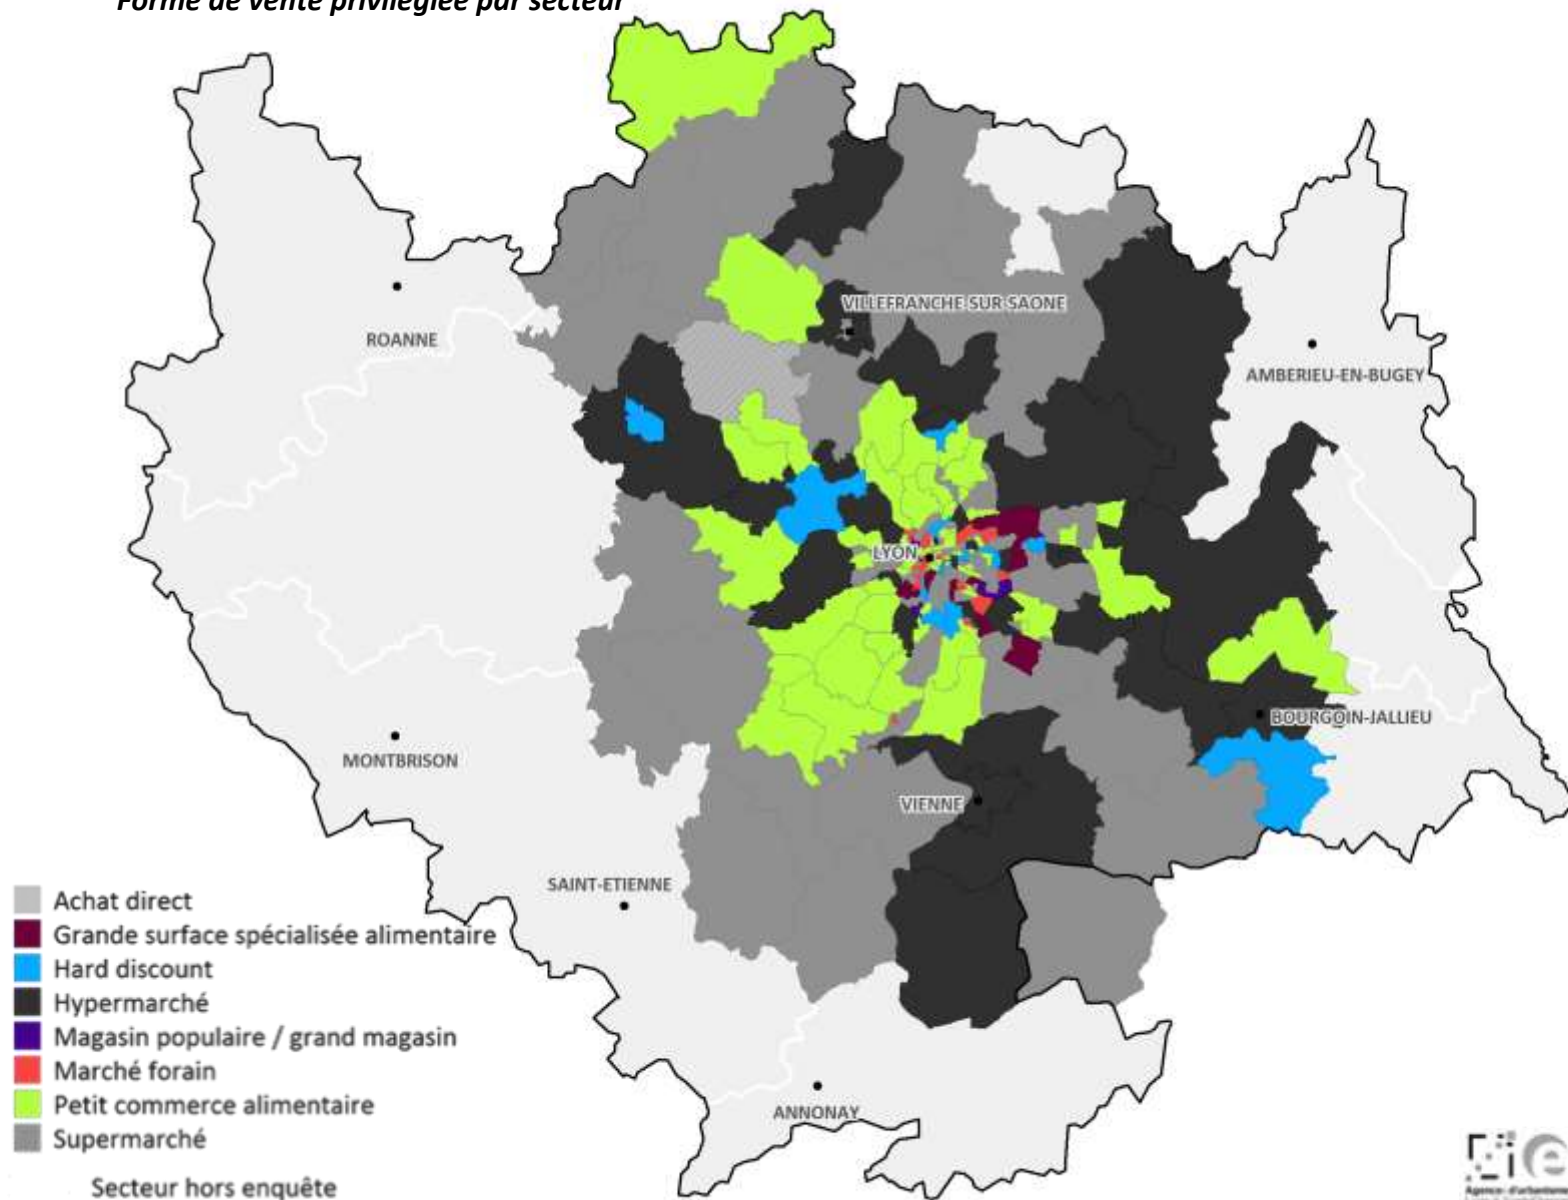 Forme de vente privilégiée par secteur
VILLEFRANCHE-SUR-SAONE
ROANNE
AMBERIEU-EN-BUGEY
LYON
BOURGOIN-JALLIEU
MONTBRISON
VIENNE
SAINT-ETIENNE
ANNONAY
Achat direct
Grande surface spécialisée alimentaire
Hard discount
Hypermarché
Magasin populaire / grand magasin
Marché forain
Petit commerce alimentaire
Supermarché
Secteur hors enquête